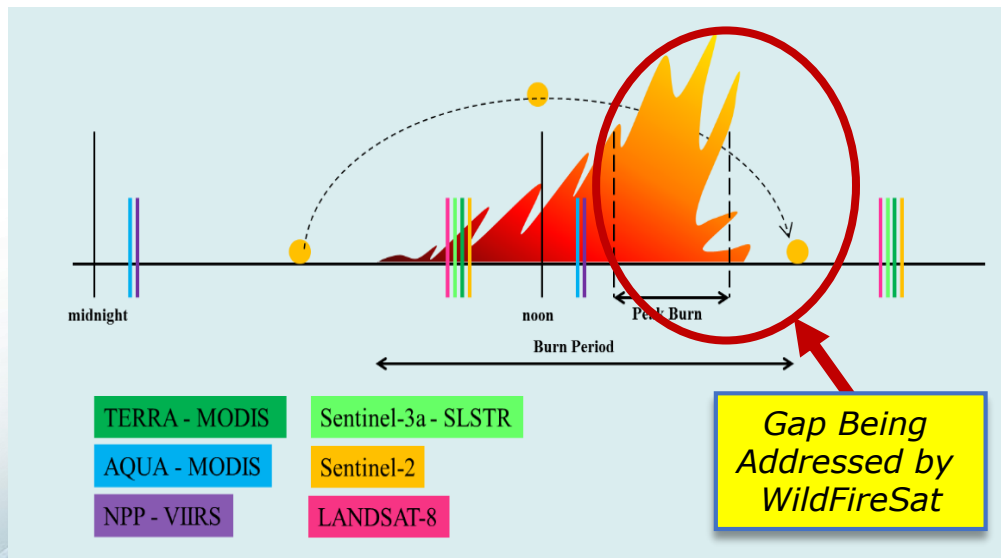 midnight
noon
Peak Burn
Burn Period
TERRA - MODIS
Sentinel-3a - SLSTR
AQUA - MODIS
Sentinel-2
NPP - VIIRS
LANDSAT-8
Gap Being
Addressed by
WildFireSat